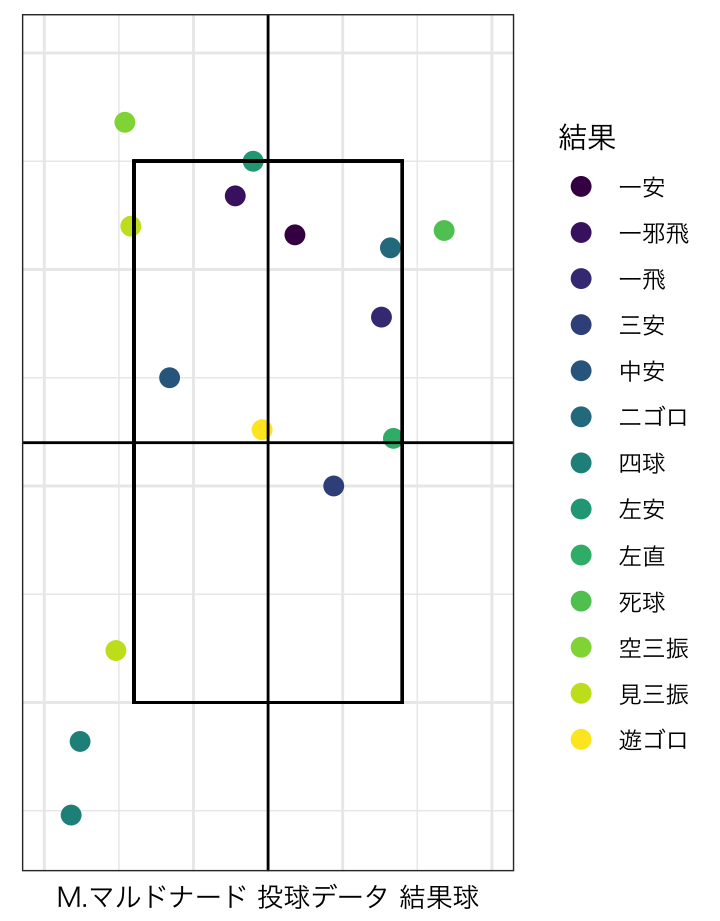 結果
一安
一邪飛
一飛
三安
中安
二ゴロ
四球
左安
左直
死球
空三振
見三振
遊ゴロ
M.マルドナード 投球データ 結果球